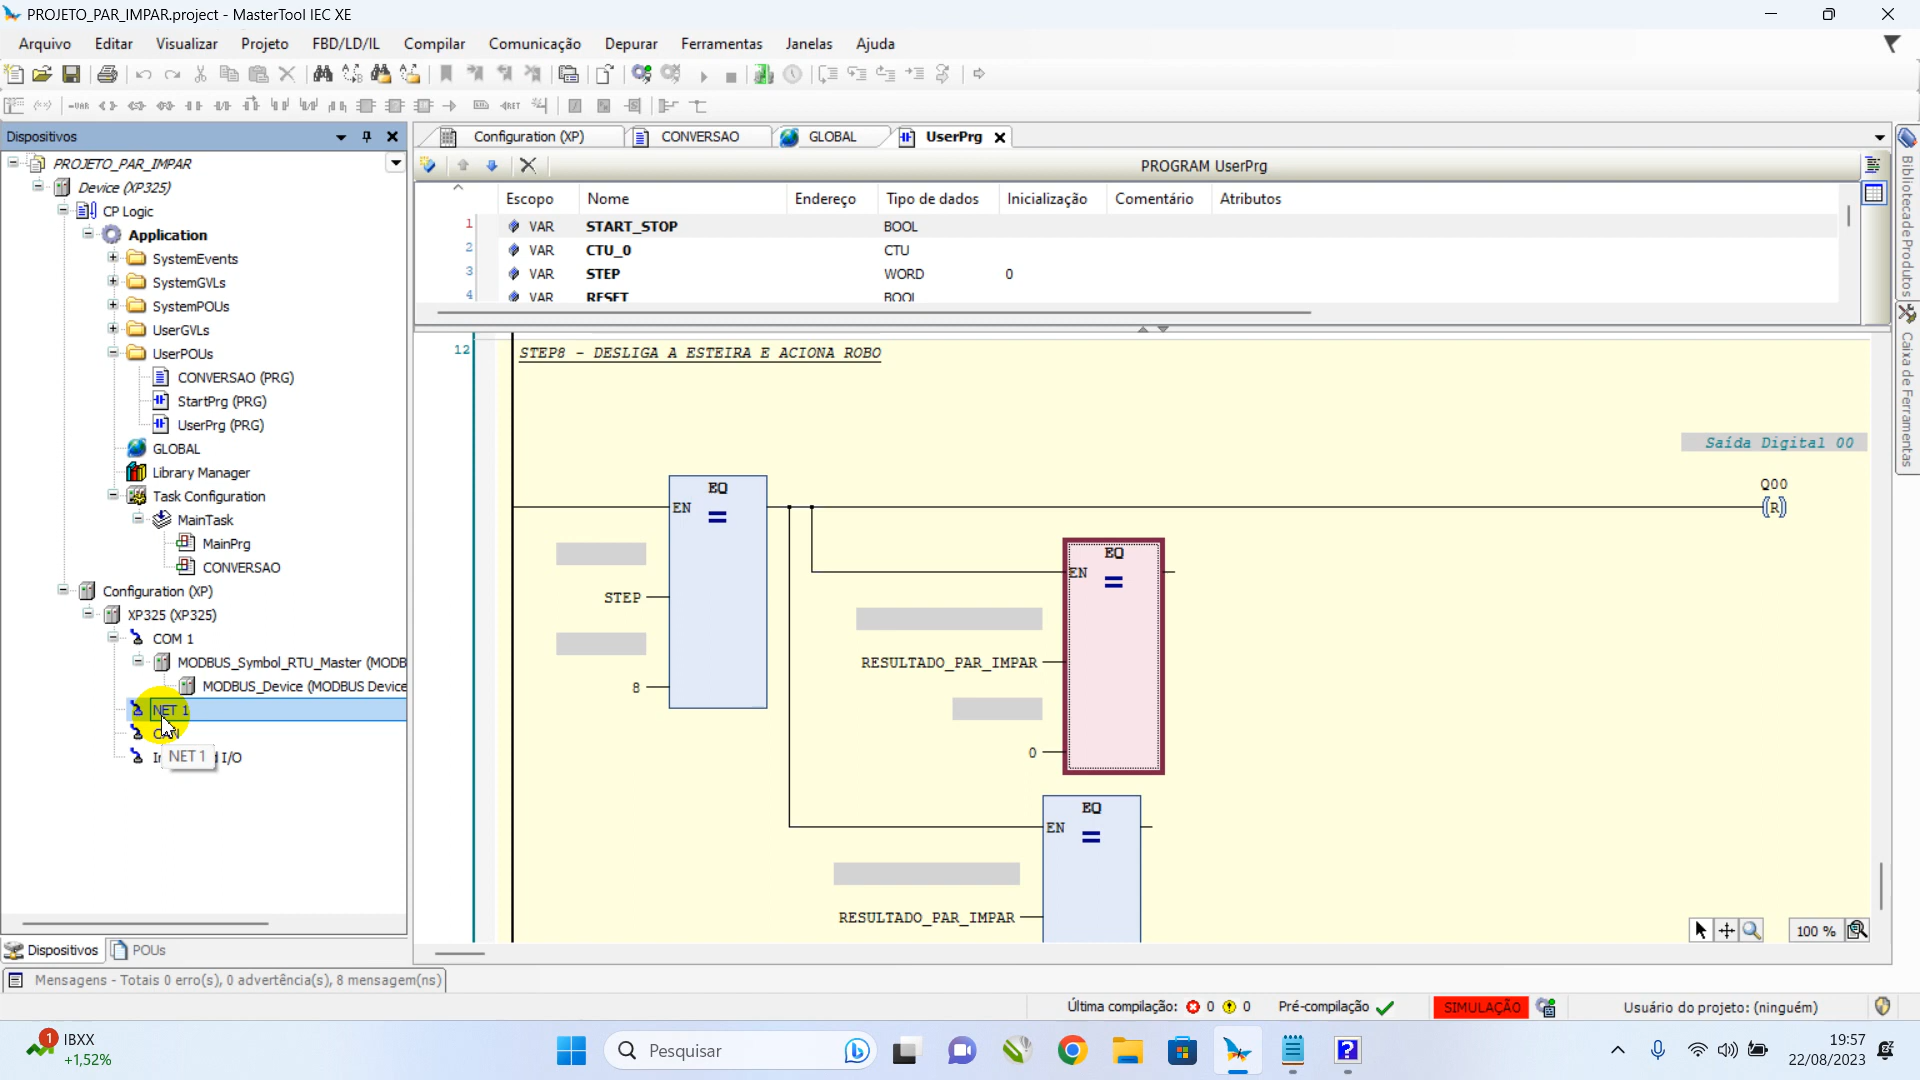 PROJETO_PAR_IMPAR.project - MasterTool IEC XE
Arquivo Editar Visualizar Projeto FBD/LD/IL Compilar Comunicação Depurar Ferramentas Janelas Ajuda
Dispositivos
PROJETO_PAR_IMPAR
Device (XP325)
CP Logic
Application
SystemEvents
SystemGVLs
SystemPOUs
UserGVLs
UserPOUs
CONVERSAO (PRG)
StartPrg (PRG)
UserPrg (PRG)
GLOBAL
Library Manager
Task Configuration
MainTask
MainPrg
CONVERSAO
Configuration (XP)
XP325 (XP325)
COM 1
MODBUS_Symbol_RTU_Master (MODB
MODBUS_Device (MODBUS Device
NET 1
CAN
NET 1
I/O
Dispositivos POUs
Configuration (XP) CONVERSAO GLOBAL UserPrg
PROGRAM UserPrg
Escopo Nome Endereço Tipo de dados Inicialização Comentário Atributos
1 VAR START_STOP BOOL
2 VAR CTU_0 CTU
3 VAR STEP WORD 0
4 VAR RESET BOOL
12 STEP8 - DESLIGA A ESTEIRA E ACIONA ROBO
Saída Digital 00
Q00
(R)
EQ
EN
=
STEP
8
EQ
EN
=
RESULTADO_PAR_IMPAR
0
EQ
EN
=
RESULTADO_PAR_IMPAR
100 %
Biblioteca de Produtos
Caixa de Ferramentas
Mensagens - Totais 0 erro(s), 0 advertência(s), 8 mensagem(ns)
Última compilação: 0 0 Pré-compilação SIMULAÇÃO Usuário do projeto: (ninguém)
1
IBXX
+1,52%
Pesquisar
19:57
22/08/2023